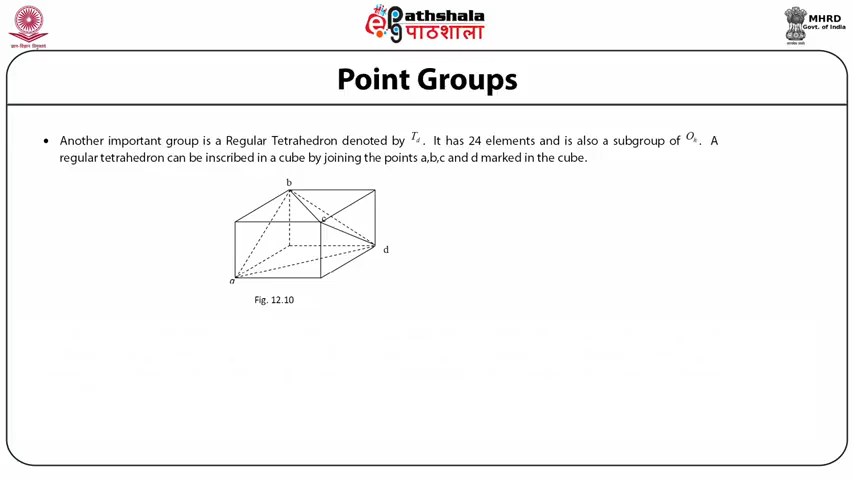 Pathshala
पाठशाला
MHRD
Govt. of India
Point Groups
• Another important group is a Regular Tetrahedron denoted by T_d. It has 24 elements and is also a subgroup of O_h. A
regular tetrahedron can be inscribed in a cube by joining the points a,b,c and d marked in the cube.
b
c
d
a
Fig. 12.10